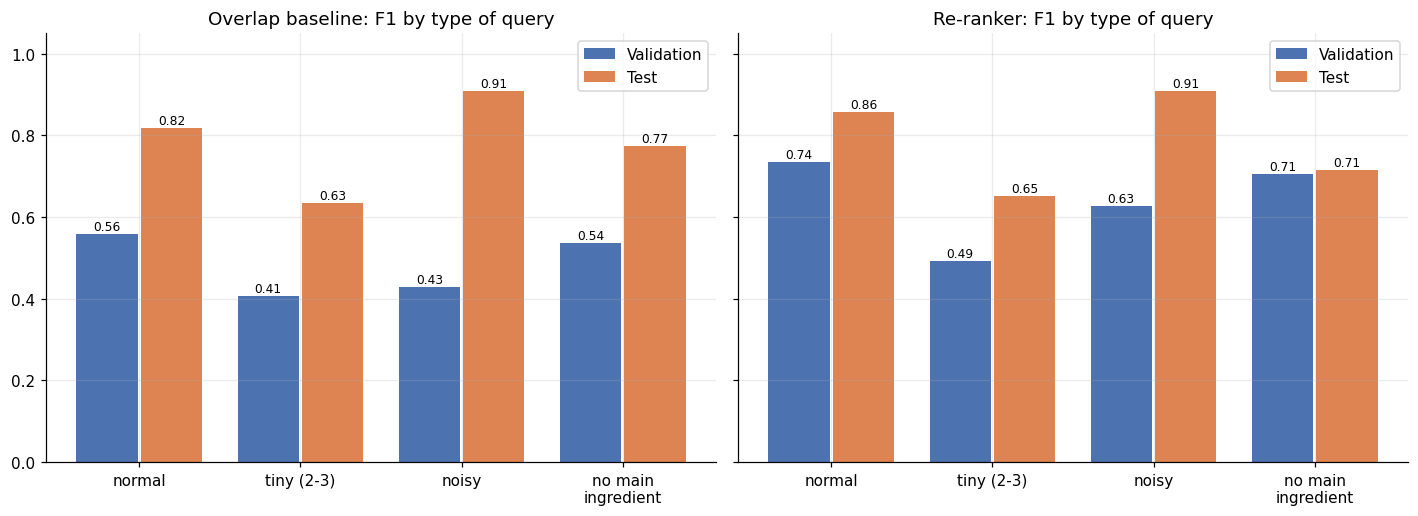 Overlap baseline: F1 by type of query
Validation
Test
1.0
0.8
0.6
0.4
0.2
0.0
0.56
0.82
0.41
0.63
0.43
0.91
0.54
0.77
normal
tiny (2-3)
noisy
no main
ingredient
Re-ranker: F1 by type of query
Validation
Test
0.74
0.86
0.49
0.65
0.63
0.91
0.71
0.71
normal
tiny (2-3)
noisy
no main
ingredient